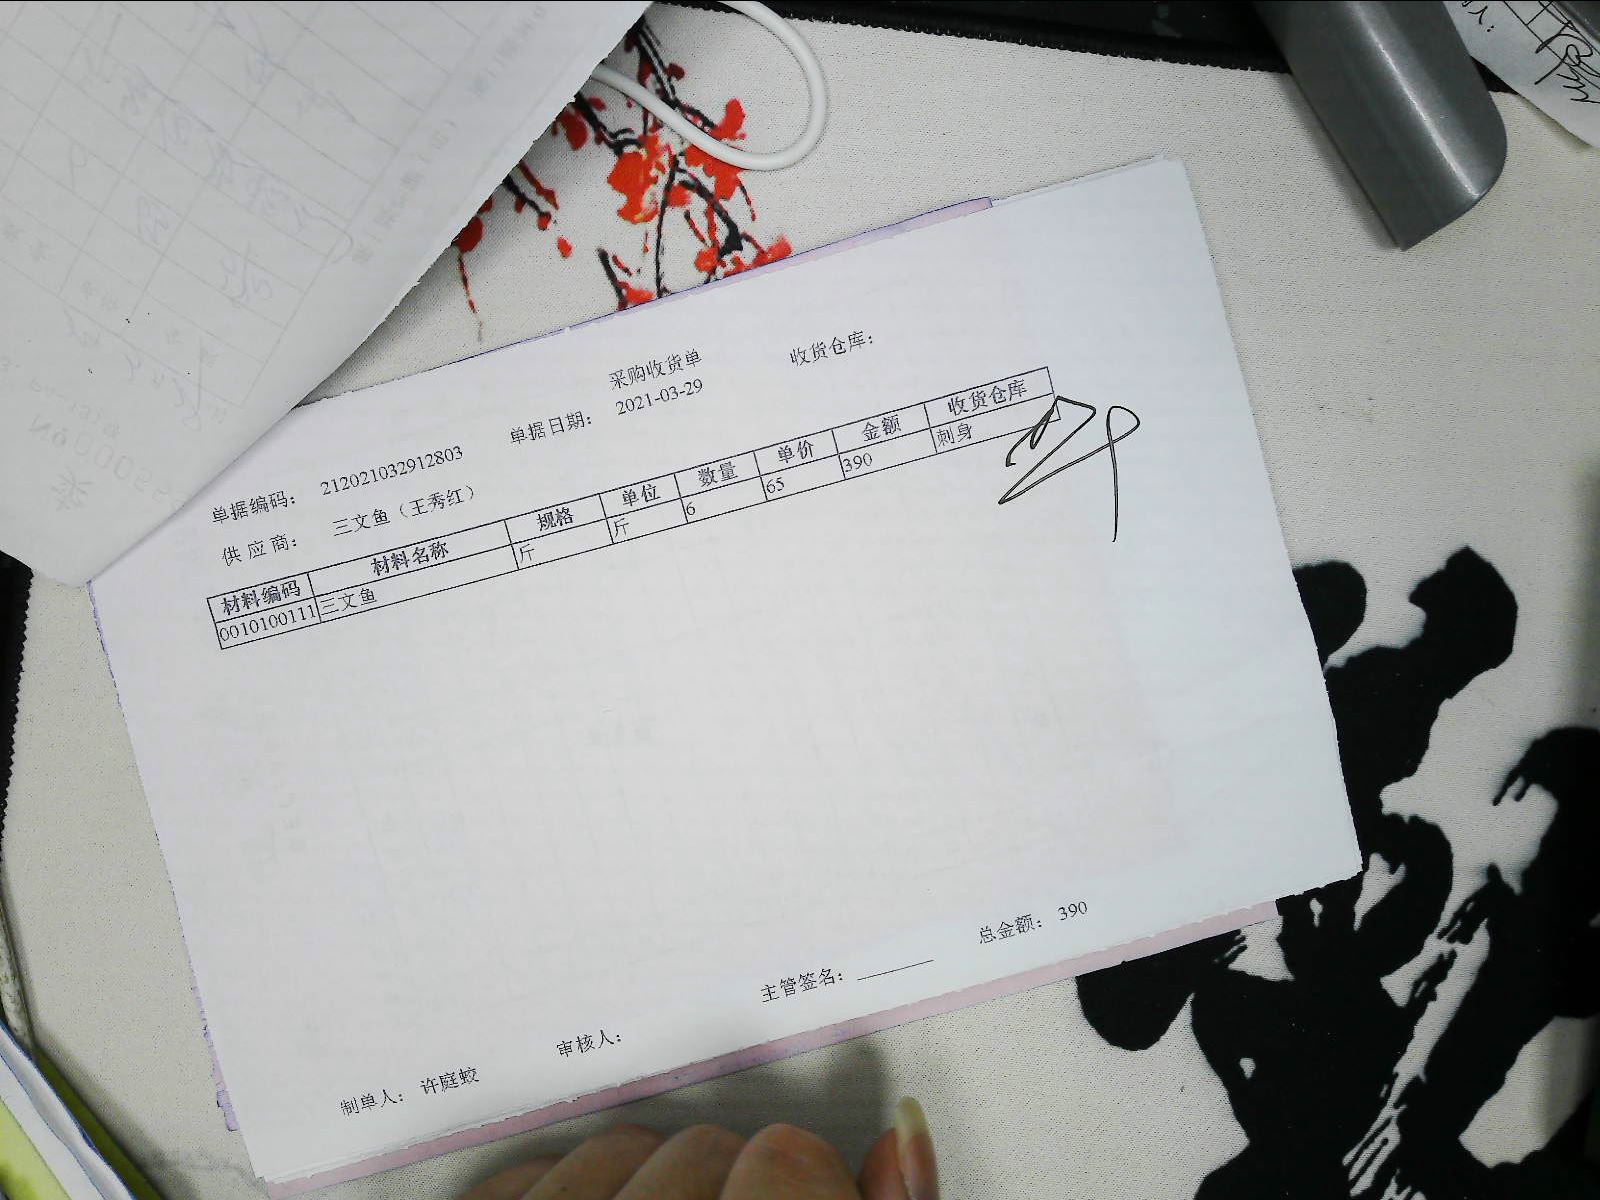 采购收货单 收货仓库：
单据编码： 212021032912803 单据日期： 2021-03-29
供 应 商： 三文鱼（王秀红）
材料编码 材料名称 规格 单位 数量 单价 金额 收货仓库
0010100111 三文鱼 斤 斤 6 65 390 刺身
总金额： 390
主管签名：
制单人： 许庭蛟 审核人：